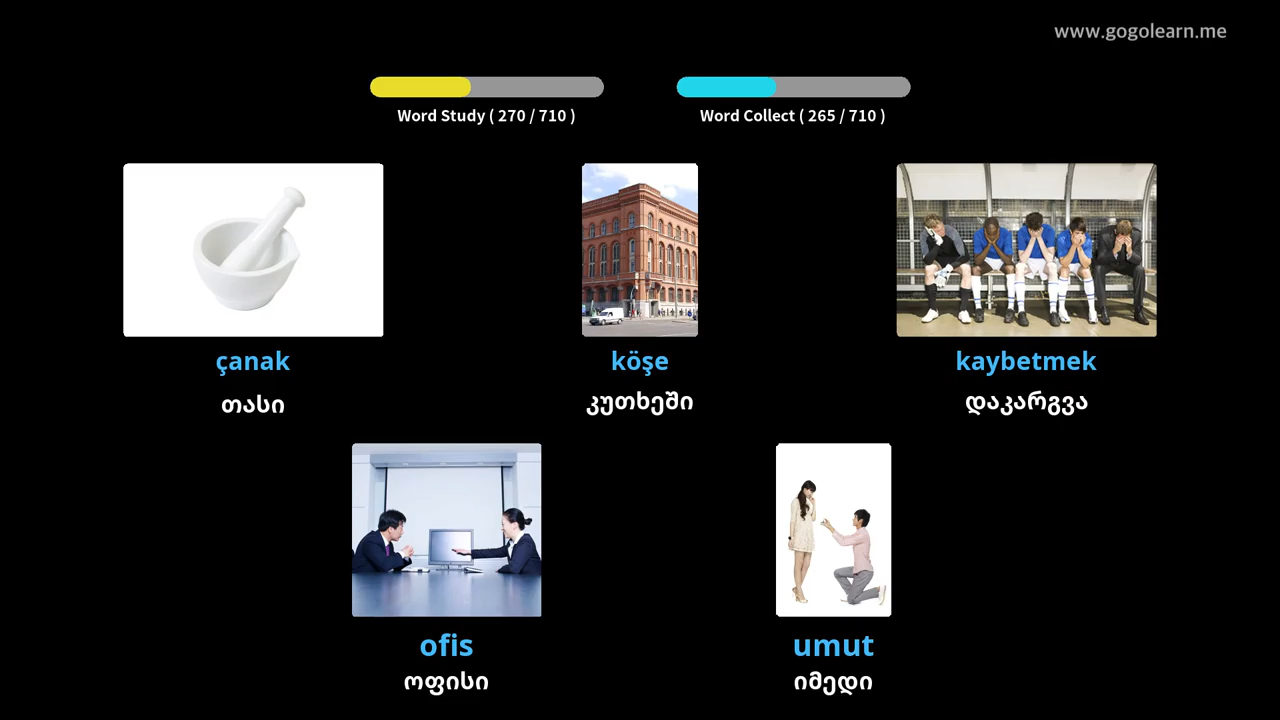 www.gogolearn.me
Word Study ( 270 / 710 )
Word Collect ( 265 / 710 )
çanak
köşe
kaybetmek
თასი
კუთხეში
დაკარგვა
ofis
umut
ოფისი
იმედი